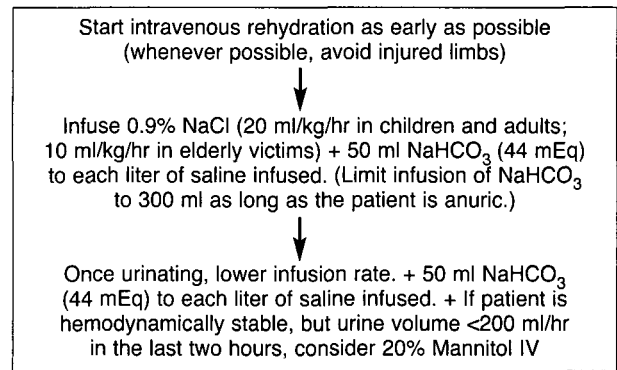 Start intravenous rehydration as early as possible
(whenever possible, avoid injured limbs)
Infuse 0.9% NaCl (20 ml/kg/hr in children and adults;
10 ml/kg/hr in elderly victims) + 50 ml NaHCO₃ (44 mEq)
to each liter of saline infused. (Limit infusion of NaHCO₃
to 300 ml as long as the patient is anuric.)
Once urinating, lower infusion rate. + 50 ml NaHCO₃
(44 mEq) to each liter of saline infused. + If patient is
hemodynamically stable, but urine volume <200 ml/hr
in the last two hours, consider 20% Mannitol IV